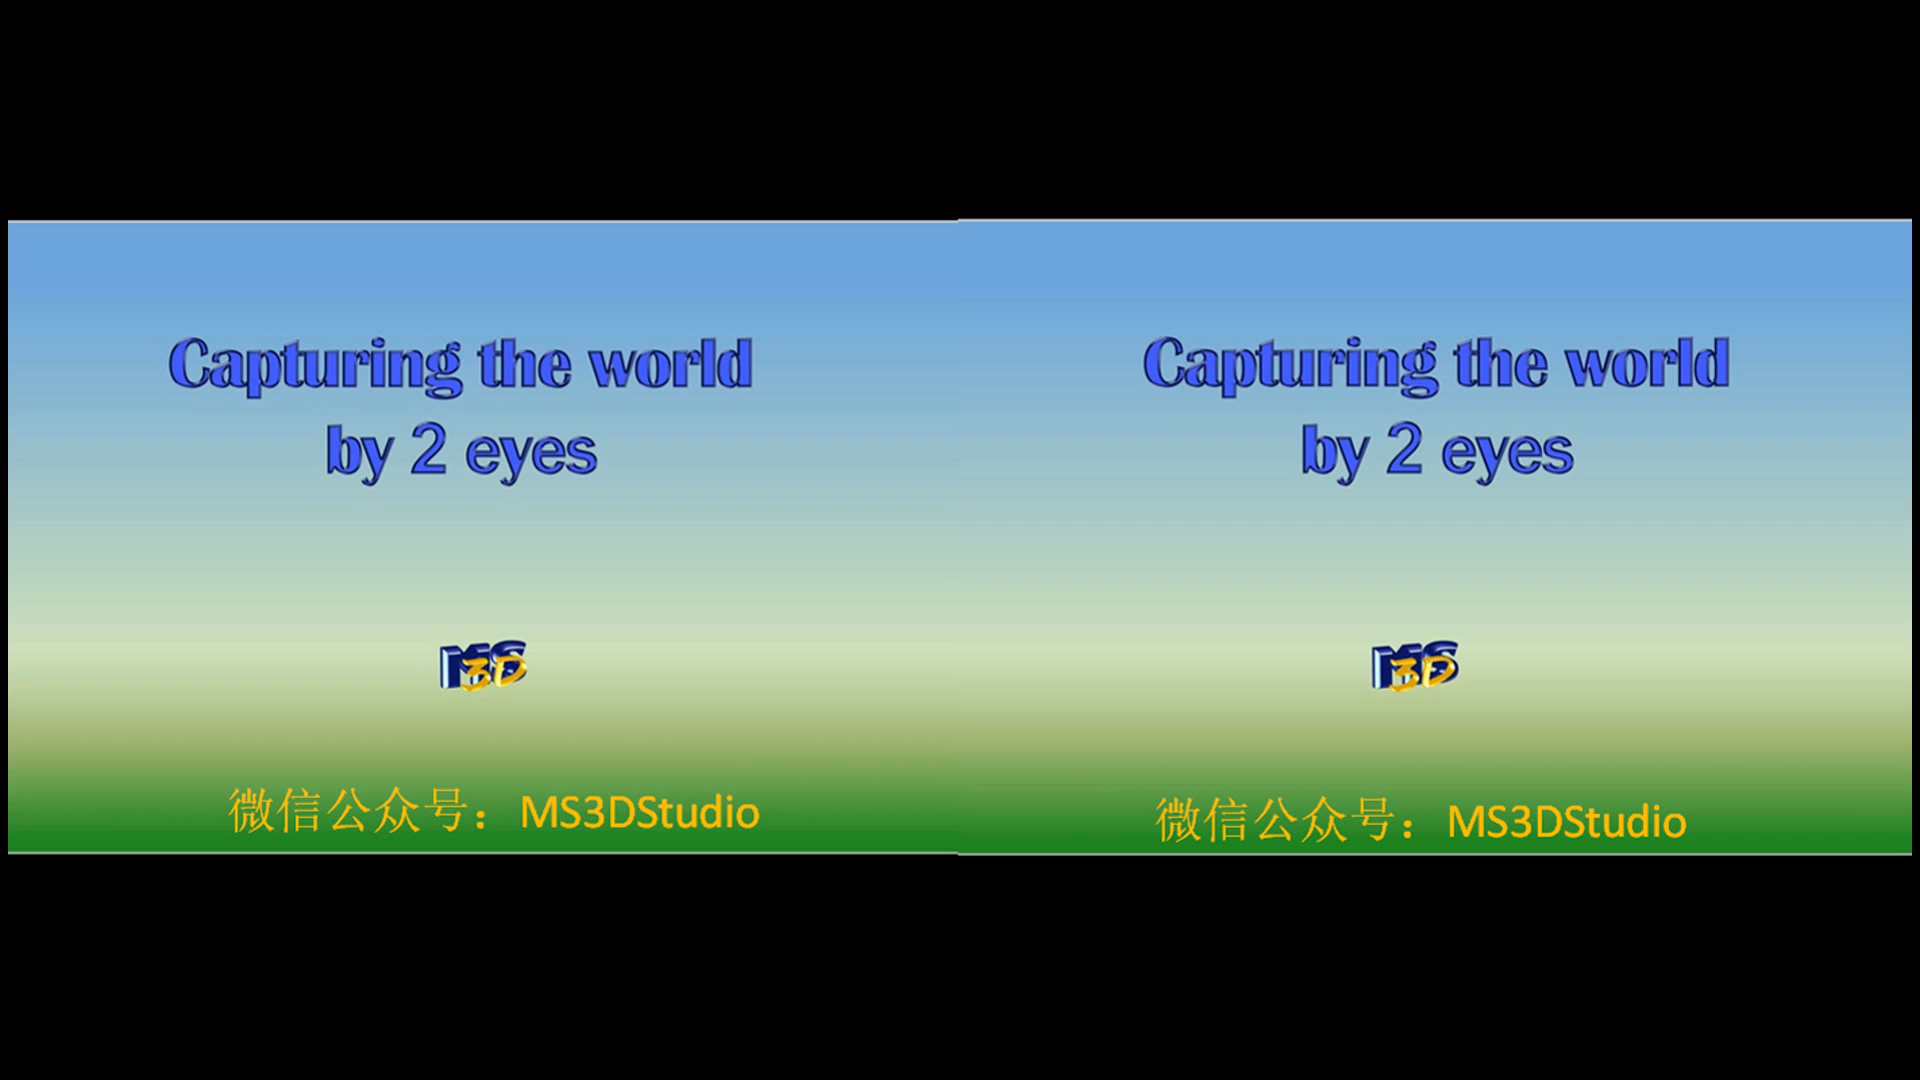 Capturing the world
by 2 eyes
MS
3D
微信公众号：MS3DStudio
Capturing the world
by 2 eyes
MS
3D
微信公众号：MS3DStudio